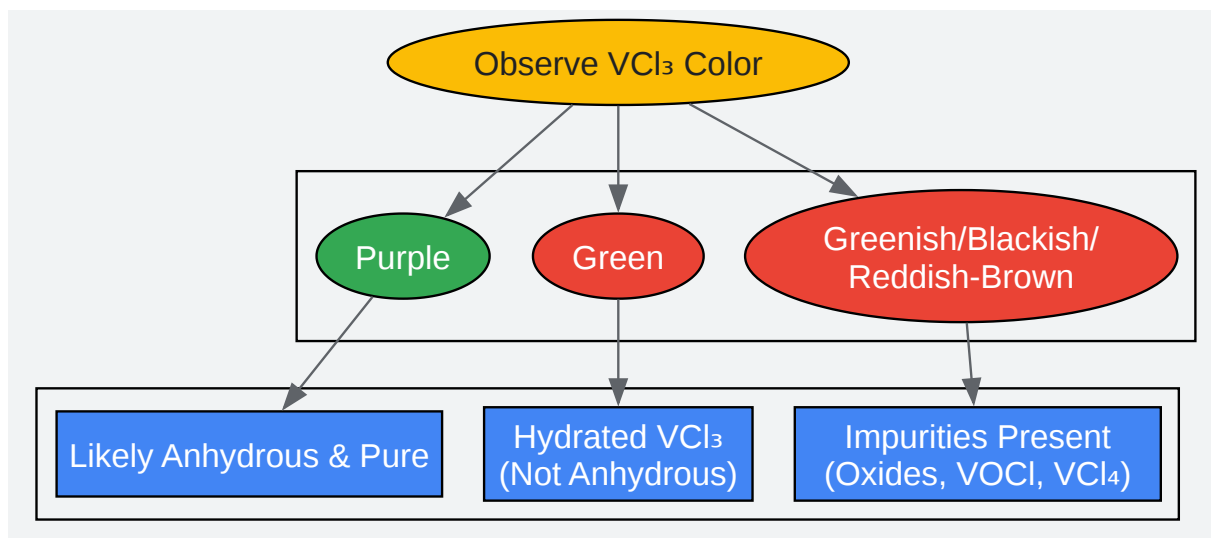 Observe VCl₃ Color
Purple
Green
Greenish/Blackish/
Reddish-Brown
Likely Anhydrous & Pure
Hydrated VCl₃
(Not Anhydrous)
Impurities Present
(Oxides, VOCl, VCl₄)